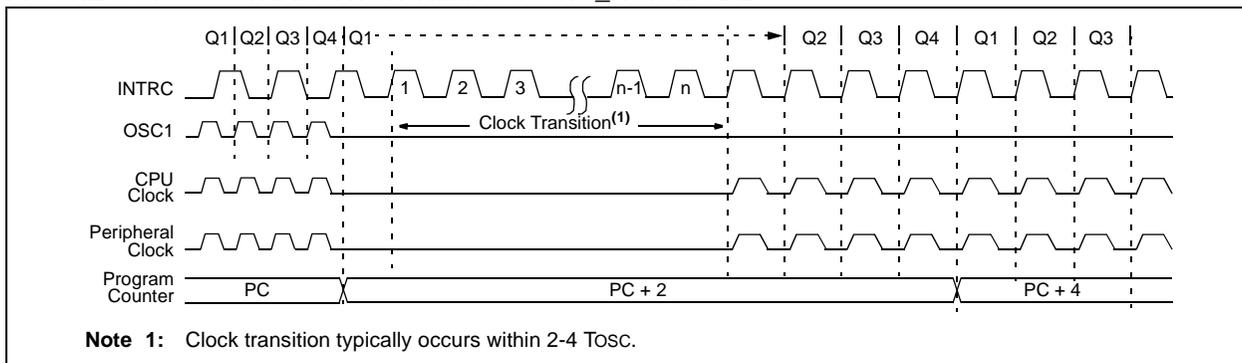 Q1 Q2 Q3 Q4 Q1 Q2 Q3 Q4 Q1 Q2 Q3
INTRC 1 2 3 n-1 n
OSC1 Clock Transition(1)
CPU
Clock
Peripheral
Clock
Program
Counter PC PC + 2 PC + 4
Note 1: Clock transition typically occurs within 2-4 TOSC.